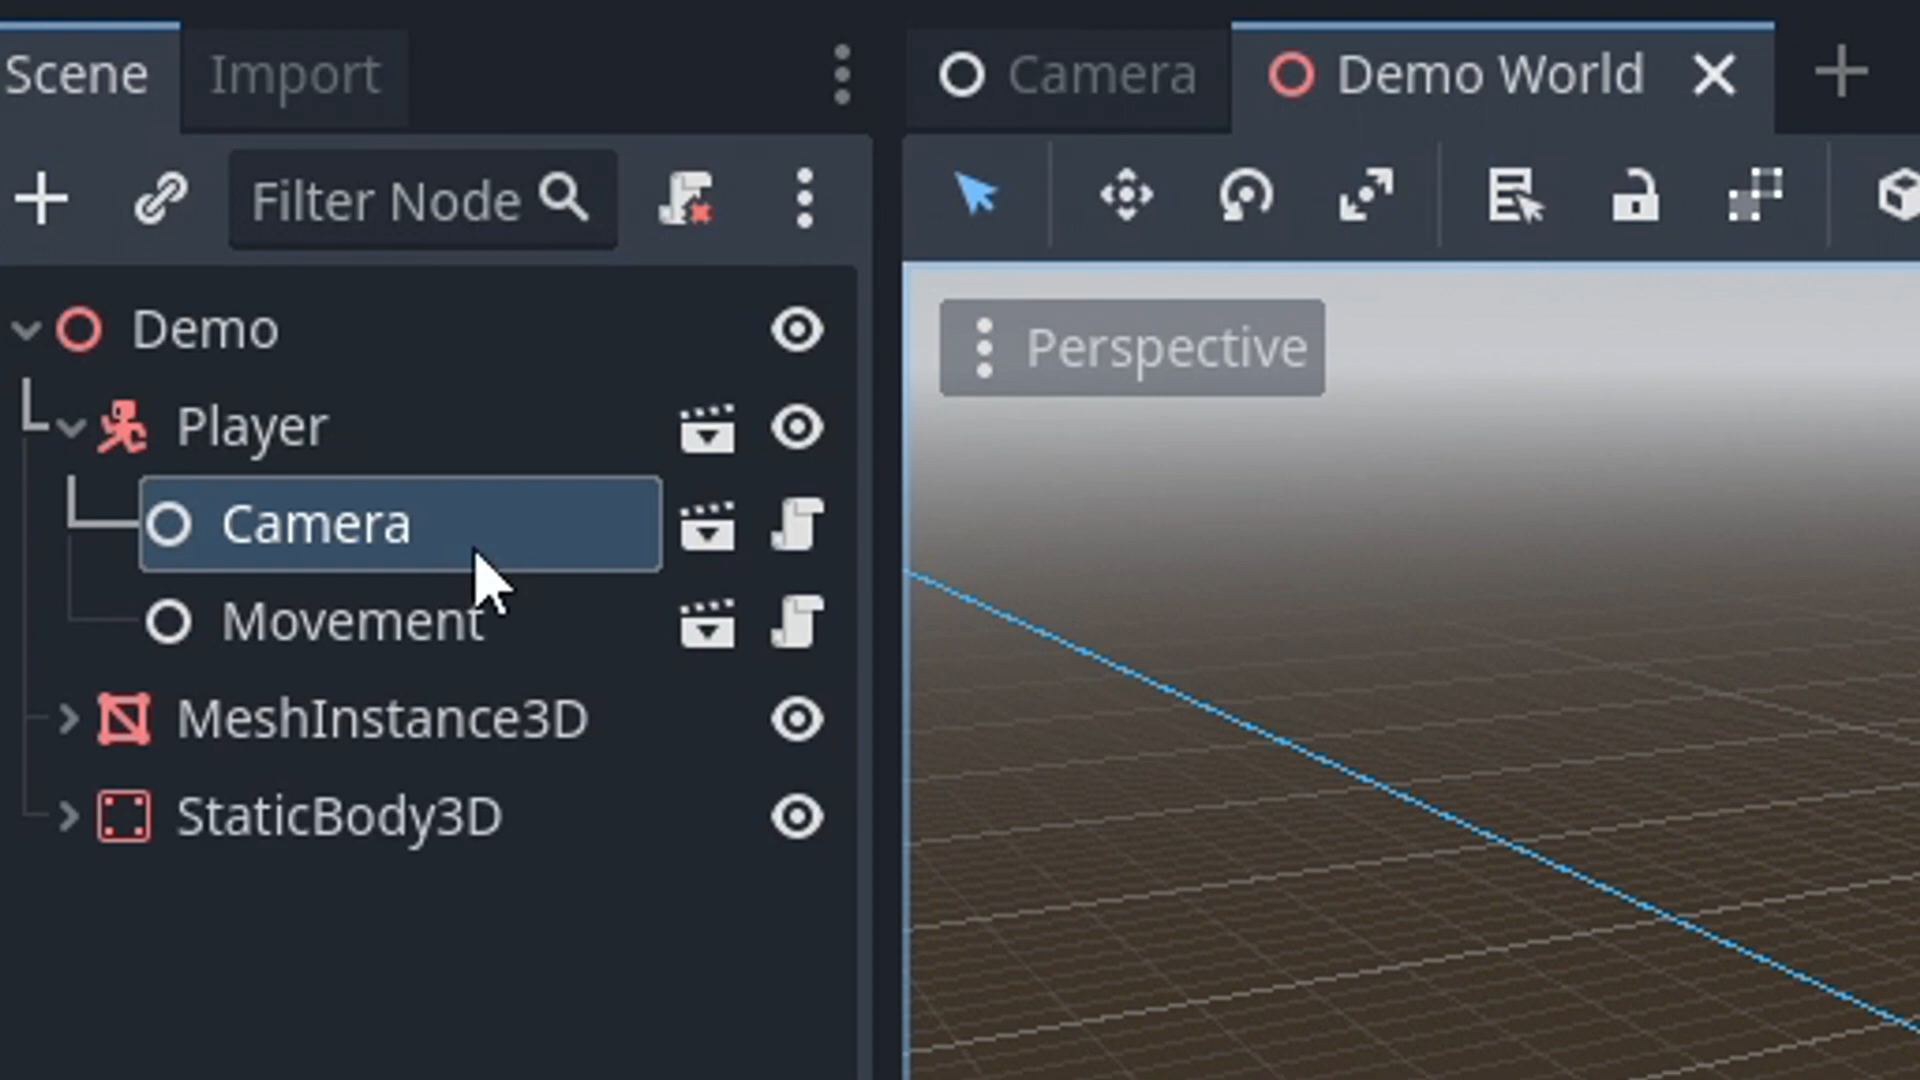 Scene Import
Camera Demo World
Filter Node
Perspective
Demo
Player
Camera
Movement
MeshInstance3D
StaticBody3D